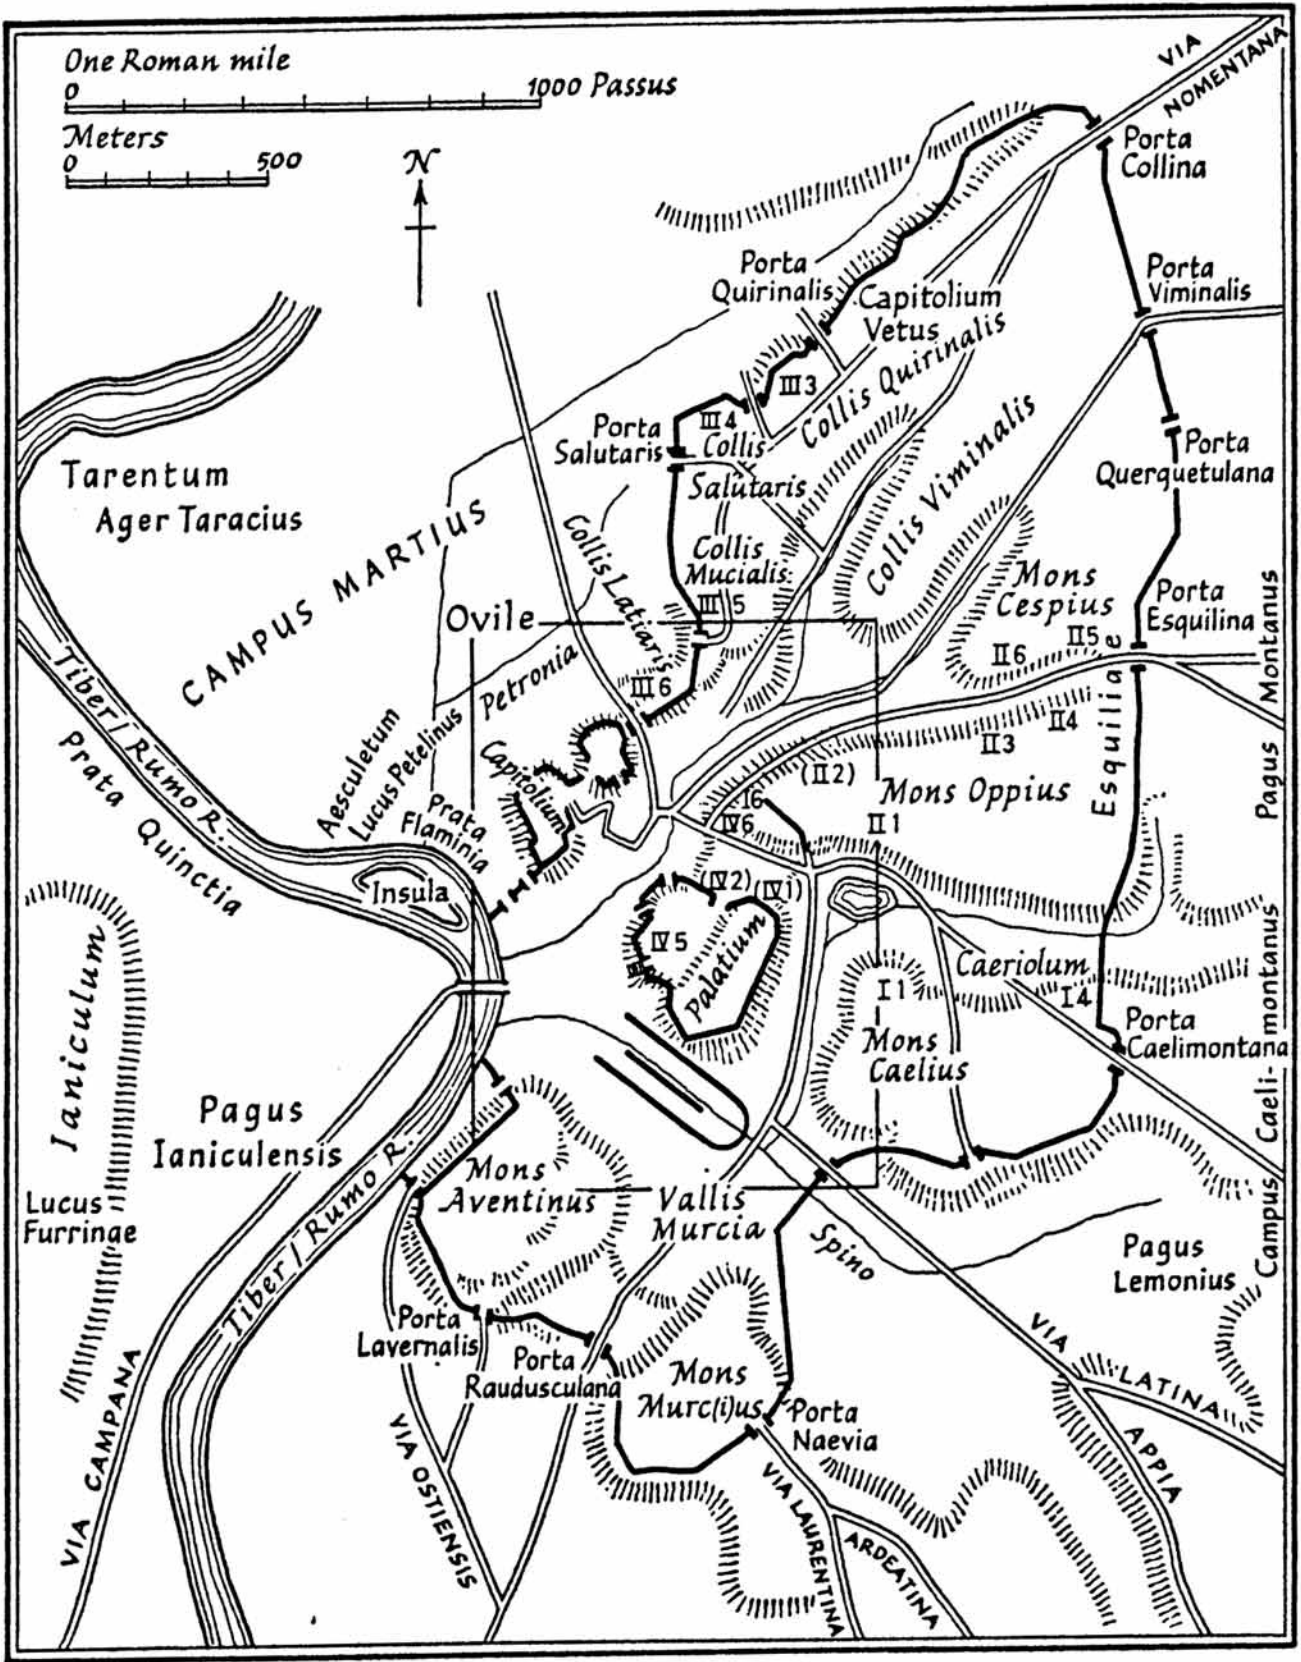 One Roman mile
0 1000 Passus
Meters
0 500
N
VIA
NOMENTANA
Porta
Collina
Porta
Viminalis
Porta
Quirinalis
Capitolium
Vetus
Collis Quirinalis
III 3
III 4
Porta
Salutaris
Collis
Salutaris
Collis Viminalis
Porta
Querquetulana
Tarentum
Ager Taracius
CAMPUS MARTIUS
Collis Latiaris
Collis
Mucialis
III 5
Mons
Cespius
II 5
II 6
Porta
Esquilina
Ovile
Petronia
III 6
II 4
II 3
Esquiliae
Pagus Montanus
Tiber / Rumo R.
Prata Quinctia
Aesculetum
Lucus Petelinus
Prata
Flaminia
Capitolium
(II 2)
Mons Oppius
I 6
IV 6
II 1
Insula
(IV 2)
(IV 1)
IV 5
Palatium
Ianiculum
Caeriolum
I 1
I 4
Mons
Caelius
Porta
Caelimontana
Campus Caeli-montanus
Pagus
Ianiculensis
Lucus
Furrinae
Tiber / Rumo R.
Mons
Aventinus
Vallis
Murcia
Spino
Pagus
Lemonius
Porta
Lavernalis
Porta
Raudusculana
Mons
Murc(i)us
Porta
Naevia
VIA
LATINA
APPIA
VIA CAMPANA
VIA OSTIENSIS
VIA LAURENTINA
ARDEATINA